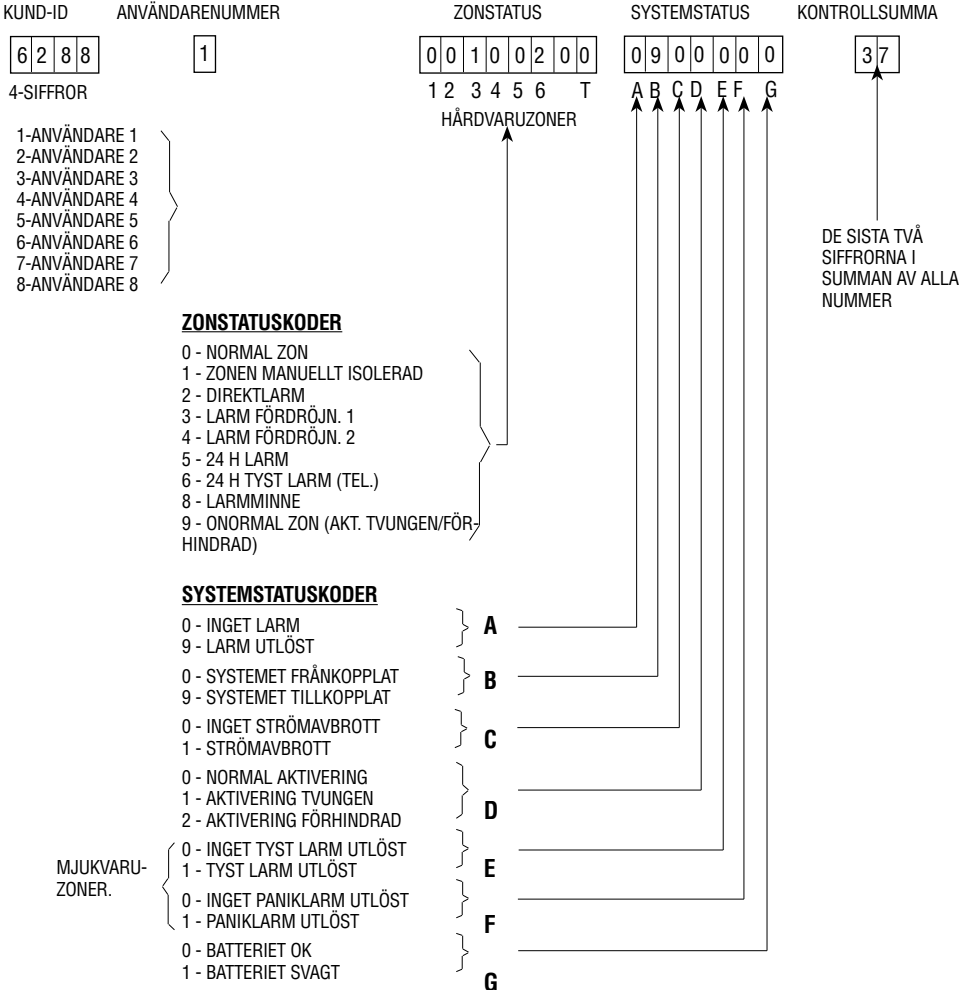 KUND-ID ANVÄNDARENUMMER ZONSTATUS SYSTEMSTATUS KONTROLLSUMMA
6 2 8 8 1 0 0 1 0 0 2 0 0 0 9 0 0 0 0 0 3 7
4-SIFFROR 1 2 3 4 5 6 T A B C D E F G
HÅRDVARUZONER
1-ANVÄNDARE 1
2-ANVÄNDARE 2
3-ANVÄNDARE 3
4-ANVÄNDARE 4
5-ANVÄNDARE 5
6-ANVÄNDARE 6
7-ANVÄNDARE 7
8-ANVÄNDARE 8
DE SISTA TVÅ
SIFFRORNA I
SUMMAN AV ALLA
NUMMER
ZONSTATUSKODER
0 - NORMAL ZON
1 - ZONEN MANUELLT ISOLERAD
2 - DIREKTLARM
3 - LARM FÖRDRÖJN. 1
4 - LARM FÖRDRÖJN. 2
5 - 24 H LARM
6 - 24 H TYST LARM (TEL.)
8 - LARMMINNE
9 - ONORMAL ZON (AKT. TVUNGEN/FÖR-
HINDRAD)
SYSTEMSTATUSKODER
0 - INGET LARM
9 - LARM UTLÖST
A
0 - SYSTEMET FRÅNKOPPLAT
9 - SYSTEMET TILLKOPPLAT
B
0 - INGET STRÖMAVBROTT
1 - STRÖMAVBROTT
C
0 - NORMAL AKTIVERING
1 - AKTIVERING TVUNGEN
2 - AKTIVERING FÖRHINDRAD
D
MJUKVARU-
ZONER.
0 - INGET TYST LARM UTLÖST
1 - TYST LARM UTLÖST
E
0 - INGET PANIKLARM UTLÖST
1 - PANIKLARM UTLÖST
F
0 - BATTERIET OK
1 - BATTERIET SVAGT
G